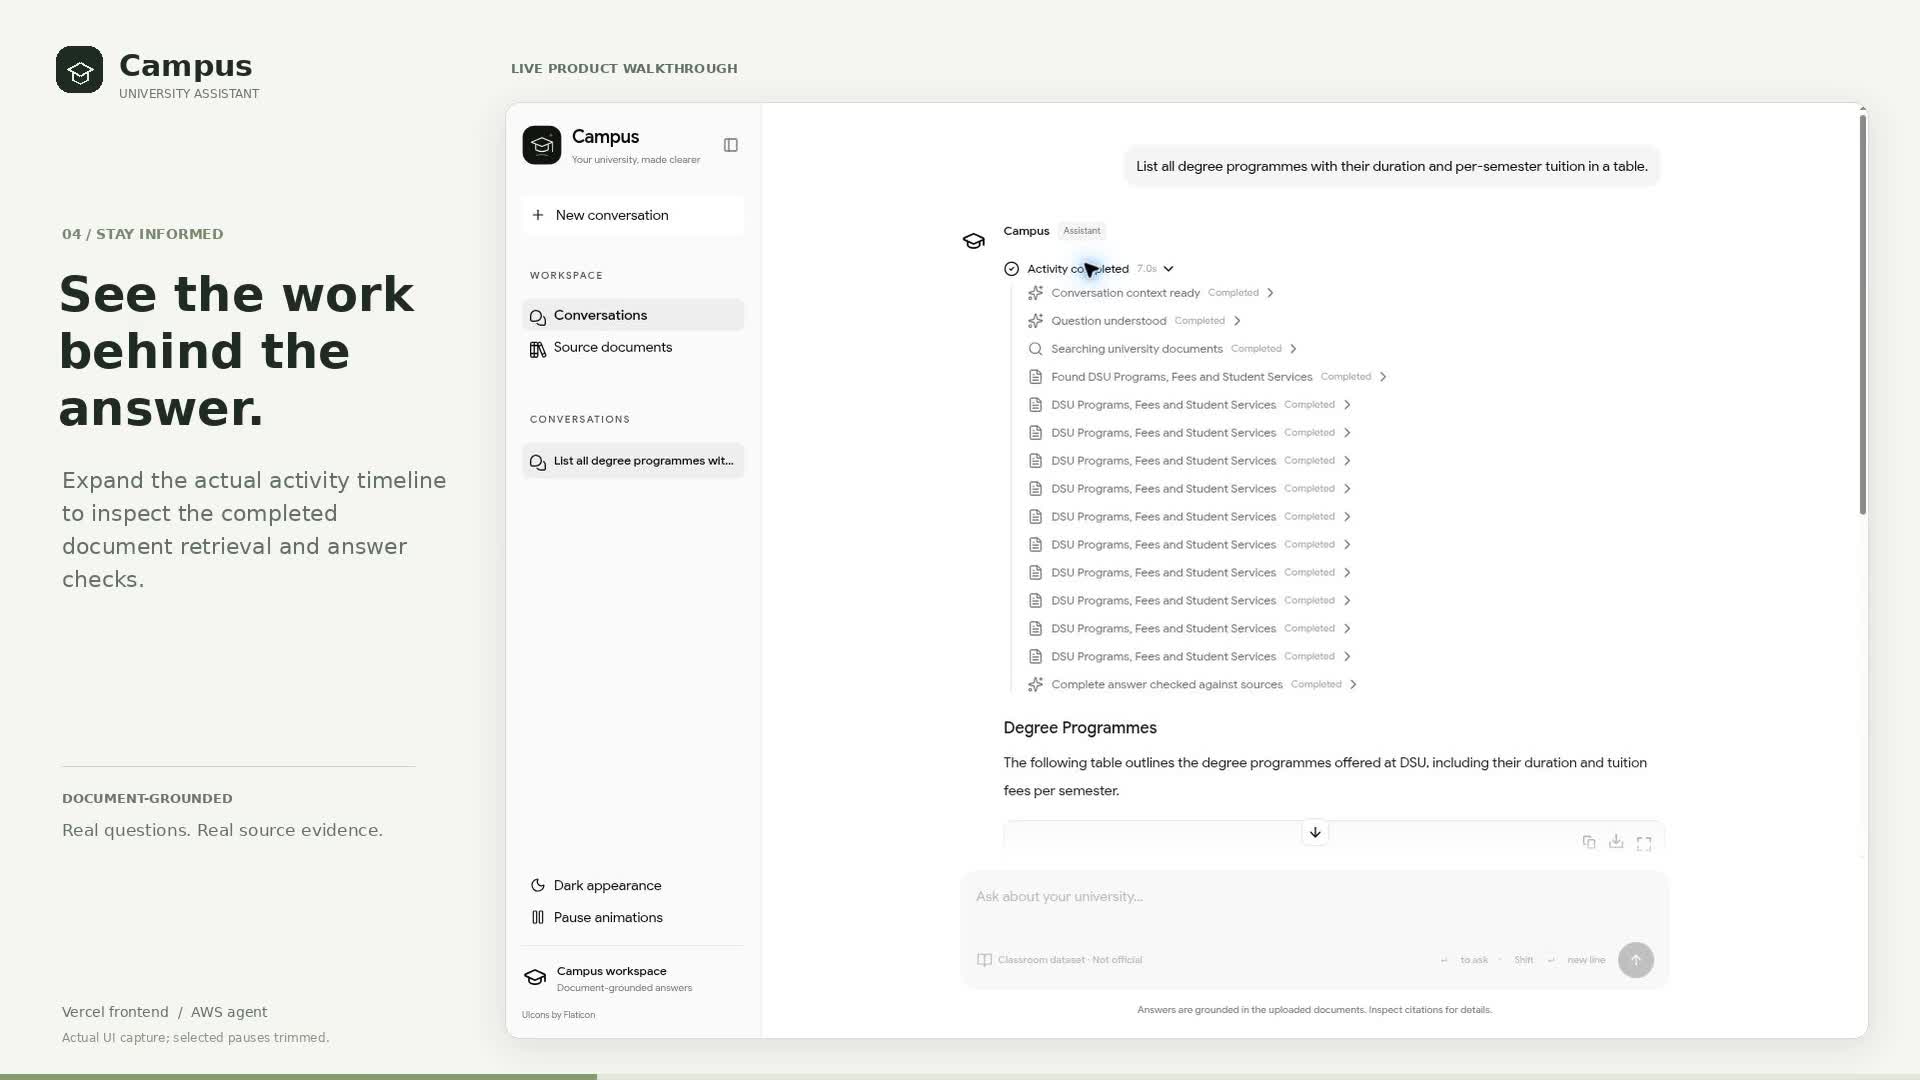 Campus
UNIVERSITY ASSISTANT
04 / STAY INFORMED
See the work
behind the
answer.
Expand the actual activity timeline
to inspect the completed
document retrieval and answer
checks.
DOCUMENT-GROUNDED
Real questions. Real source evidence.
Vercel frontend / AWS agent
Actual UI capture; selected pauses trimmed.
LIVE PRODUCT WALKTHROUGH
Campus
Your university, made clearer
New conversation
WORKSPACE
Conversations
Source documents
CONVERSATIONS
List all degree programmes wit...
Dark appearance
Pause animations
Campus workspace
Document-grounded answers
UIcons by Flaticon
List all degree programmes with their duration and per-semester tuition in a table.
Campus Assistant
Activity completed 7.0s
Conversation context ready Completed
Question understood Completed
Searching university documents Completed
Found DSU Programs, Fees and Student Services Completed
DSU Programs, Fees and Student Services Completed
DSU Programs, Fees and Student Services Completed
DSU Programs, Fees and Student Services Completed
DSU Programs, Fees and Student Services Completed
DSU Programs, Fees and Student Services Completed
DSU Programs, Fees and Student Services Completed
DSU Programs, Fees and Student Services Completed
DSU Programs, Fees and Student Services Completed
DSU Programs, Fees and Student Services Completed
DSU Programs, Fees and Student Services Completed
Complete answer checked against sources Completed
Degree Programmes
The following table outlines the degree programmes offered at DSU, including their duration and tuition
fees per semester.
Ask about your university...
Classroom dataset · Not official
↵ to ask · Shift ↵ new line
Answers are grounded in the uploaded documents. Inspect citations for details.